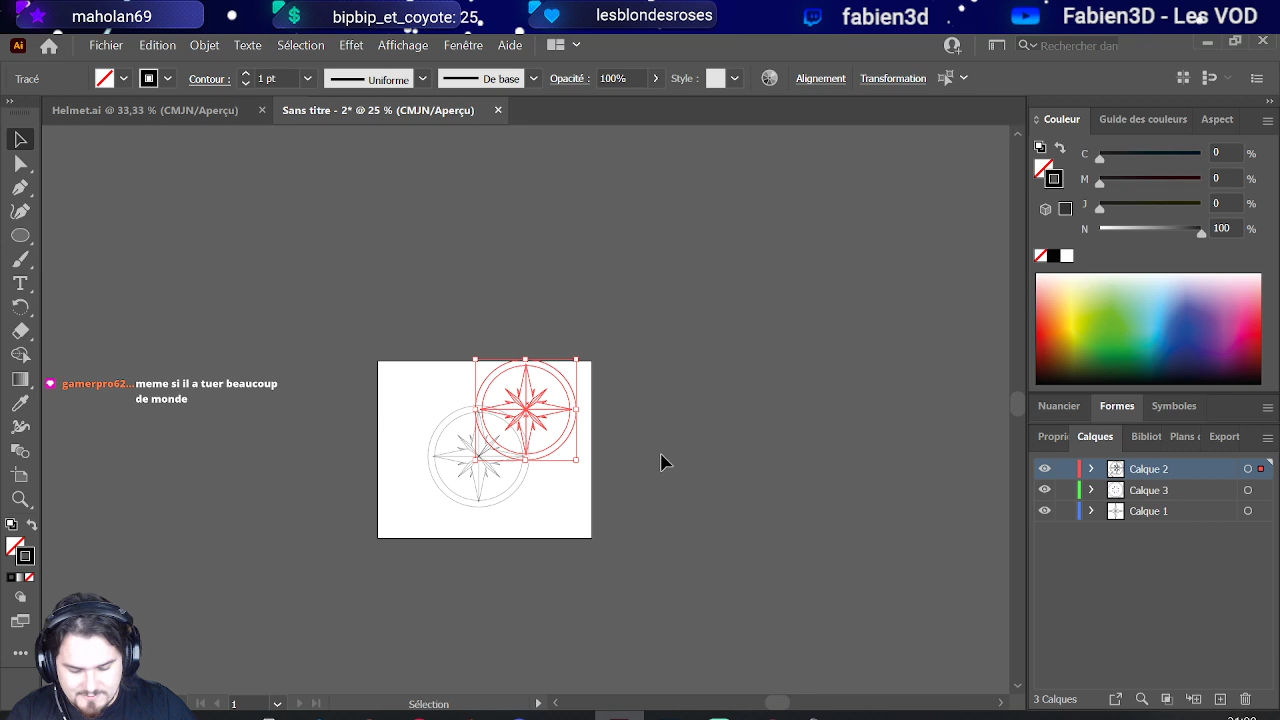 maholan69
bipbip_et_coyote: 25
lesblondesroses
fabien3d
Fabien3D - Les VOD
Ai
Fichier Edition Objet Texte Sélection Effet Affichage Fenêtre Aide
Rechercher dan
Tracé
Contour : 1 pt
Uniforme
De base
Opacité : 100%
Style :
Alignement
Transformation
Helmet.ai @ 33,33 % (CMJN/Aperçu)
Sans titre - 2* @ 25 % (CMJN/Aperçu)
Couleur Guide des couleurs Aspect
C 0 %
M 0 %
J 0 %
N 100 %
gamerpro62... meme si il a tuer beaucoup
de monde
Nuancier Formes Symboles
Propri Calques Bibliot Plans c Export
Calque 2
Calque 3
Calque 1
3 Calques
1
Sélection